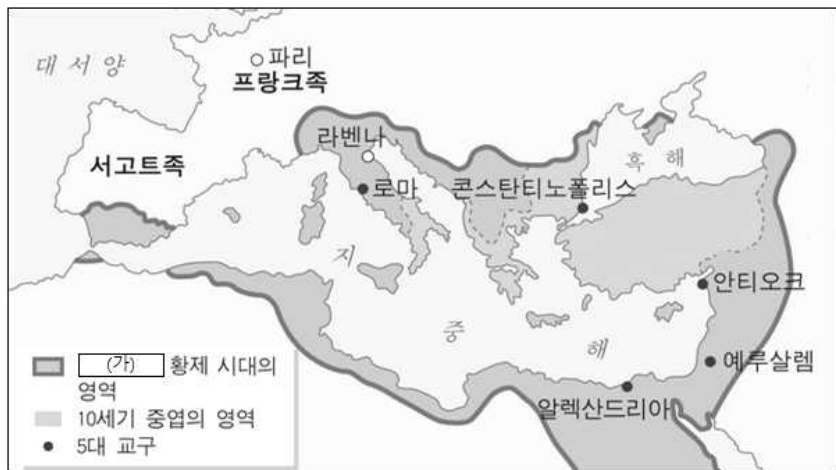 대서양
파리
프랑크족
라벤나
서고트족
흑해
로마
콘스탄티노폴리스
지
중
해
안티오크
예루살렘
알렉산드리아
(가) 황제 시대의
영역
10세기 중엽의 영역
5대 교구